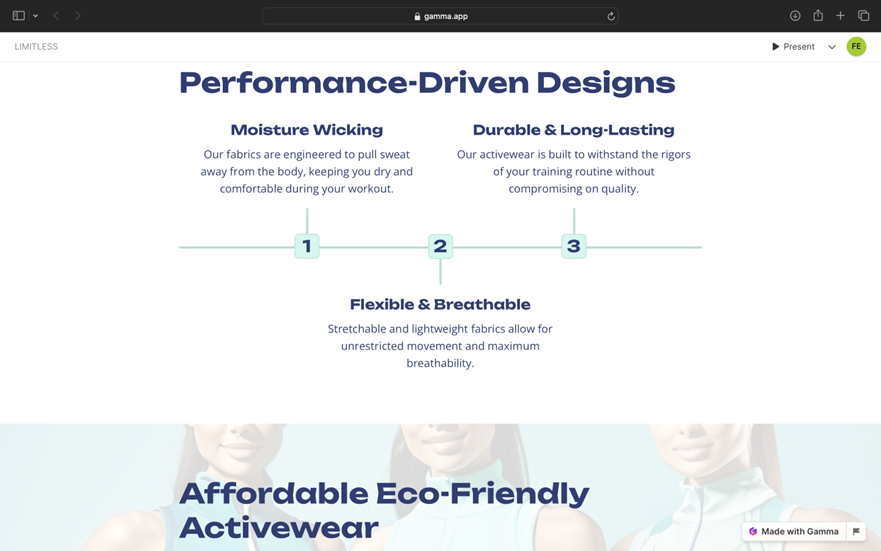 gamma.app
LIMITLESS
Present
FE
Performance-Driven Designs
Moisture Wicking
Our fabrics are engineered to pull sweat
away from the body, keeping you dry and
comfortable during your workout.
Durable & Long-Lasting
Our activewear is built to withstand the rigors
of your training routine without
compromising on quality.
1
2
3
Flexible & Breathable
Stretchable and lightweight fabrics allow for
unrestricted movement and maximum
breathability.
Affordable Eco-Friendly
Activewear
Made with Gamma